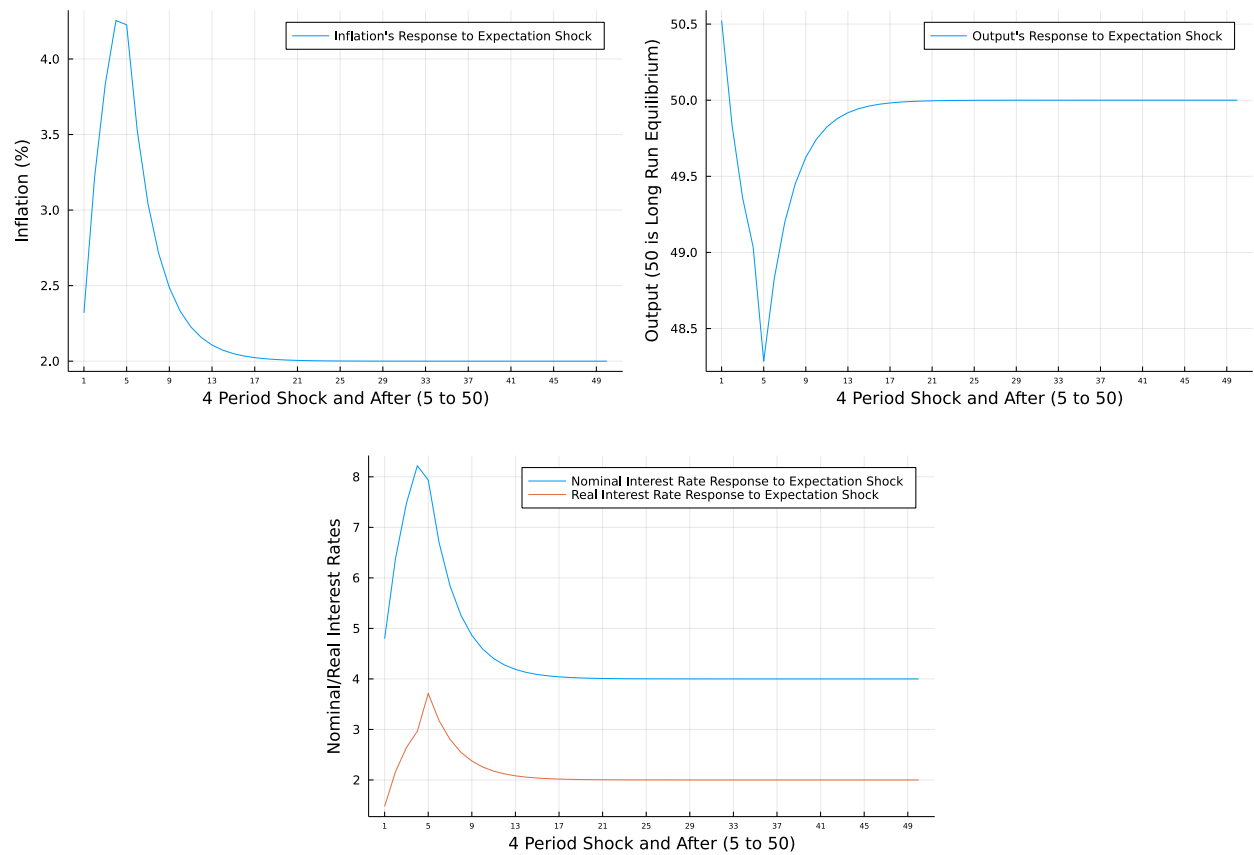 Inflation's Response to Expectation Shock
Inflation (%)
4.0
3.5
3.0
2.5
2.0
1 5 9 13 17 21 25 29 33 37 41 45 49
4 Period Shock and After (5 to 50)
Output's Response to Expectation Shock
Output (50 is Long Run Equilibrium)
50.5
50.0
49.5
49.0
48.5
1 5 9 13 17 21 25 29 33 37 41 45 49
4 Period Shock and After (5 to 50)
Nominal Interest Rate Response to Expectation Shock
Real Interest Rate Response to Expectation Shock
Nominal/Real Interest Rates
8
7
6
5
4
3
2
1 5 9 13 17 21 25 29 33 37 41 45 49
4 Period Shock and After (5 to 50)